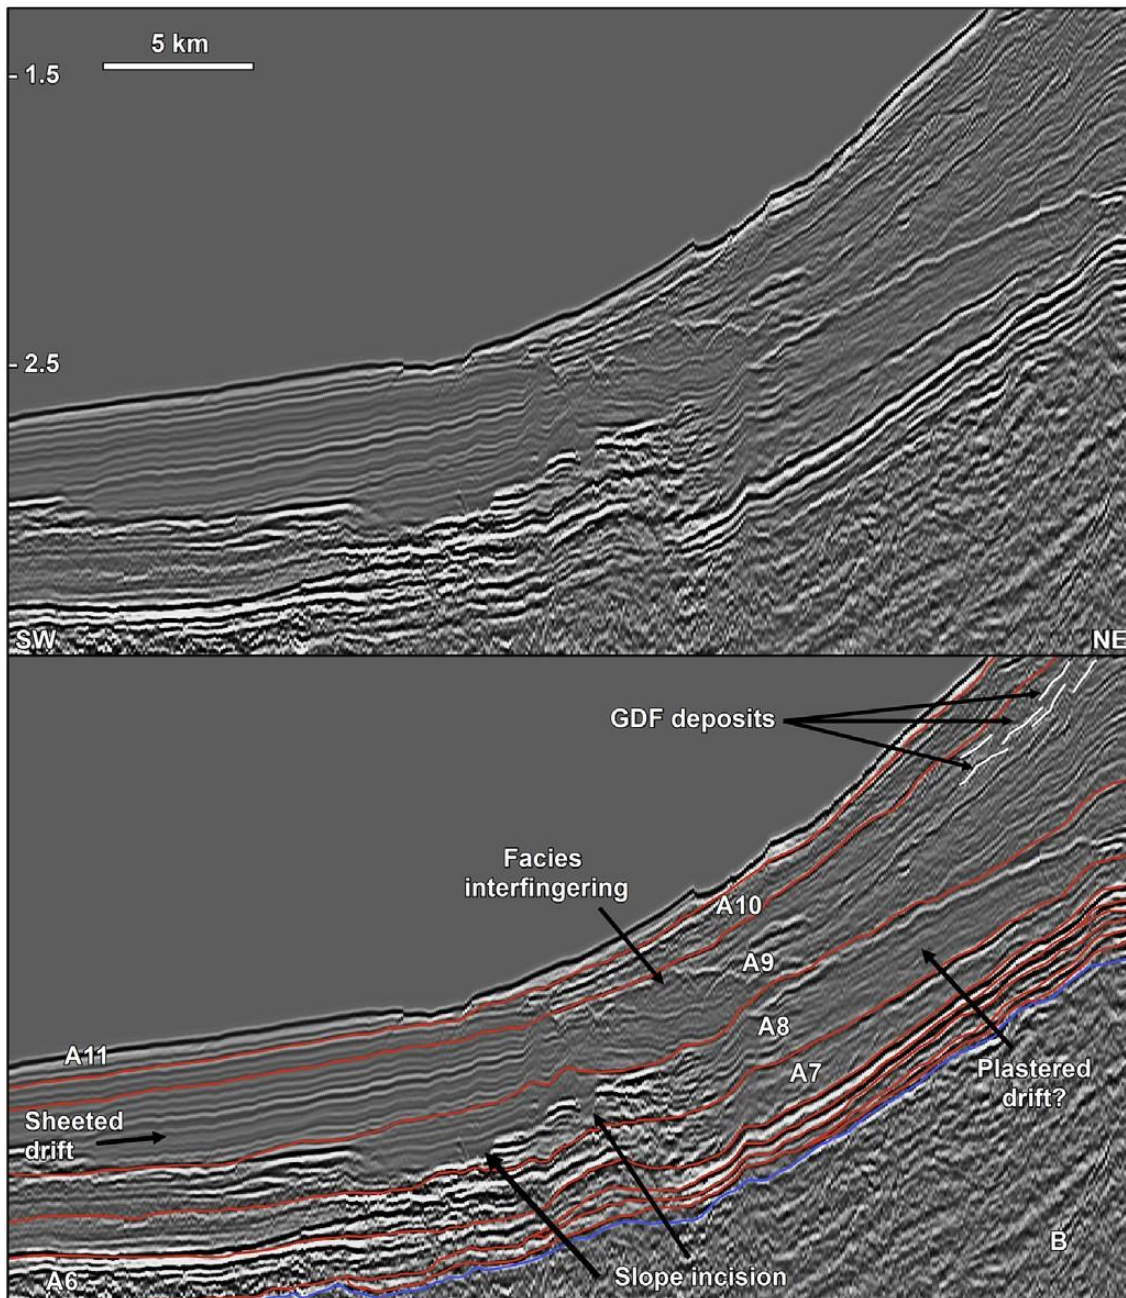 5 km
- 1.5
- 2.5
SW
NE
GDF deposits
Facies
interfingering
A10
A9
A11
A8
A7
Plastered
drift?
Sheeted
drift
B
A6
Slope incision